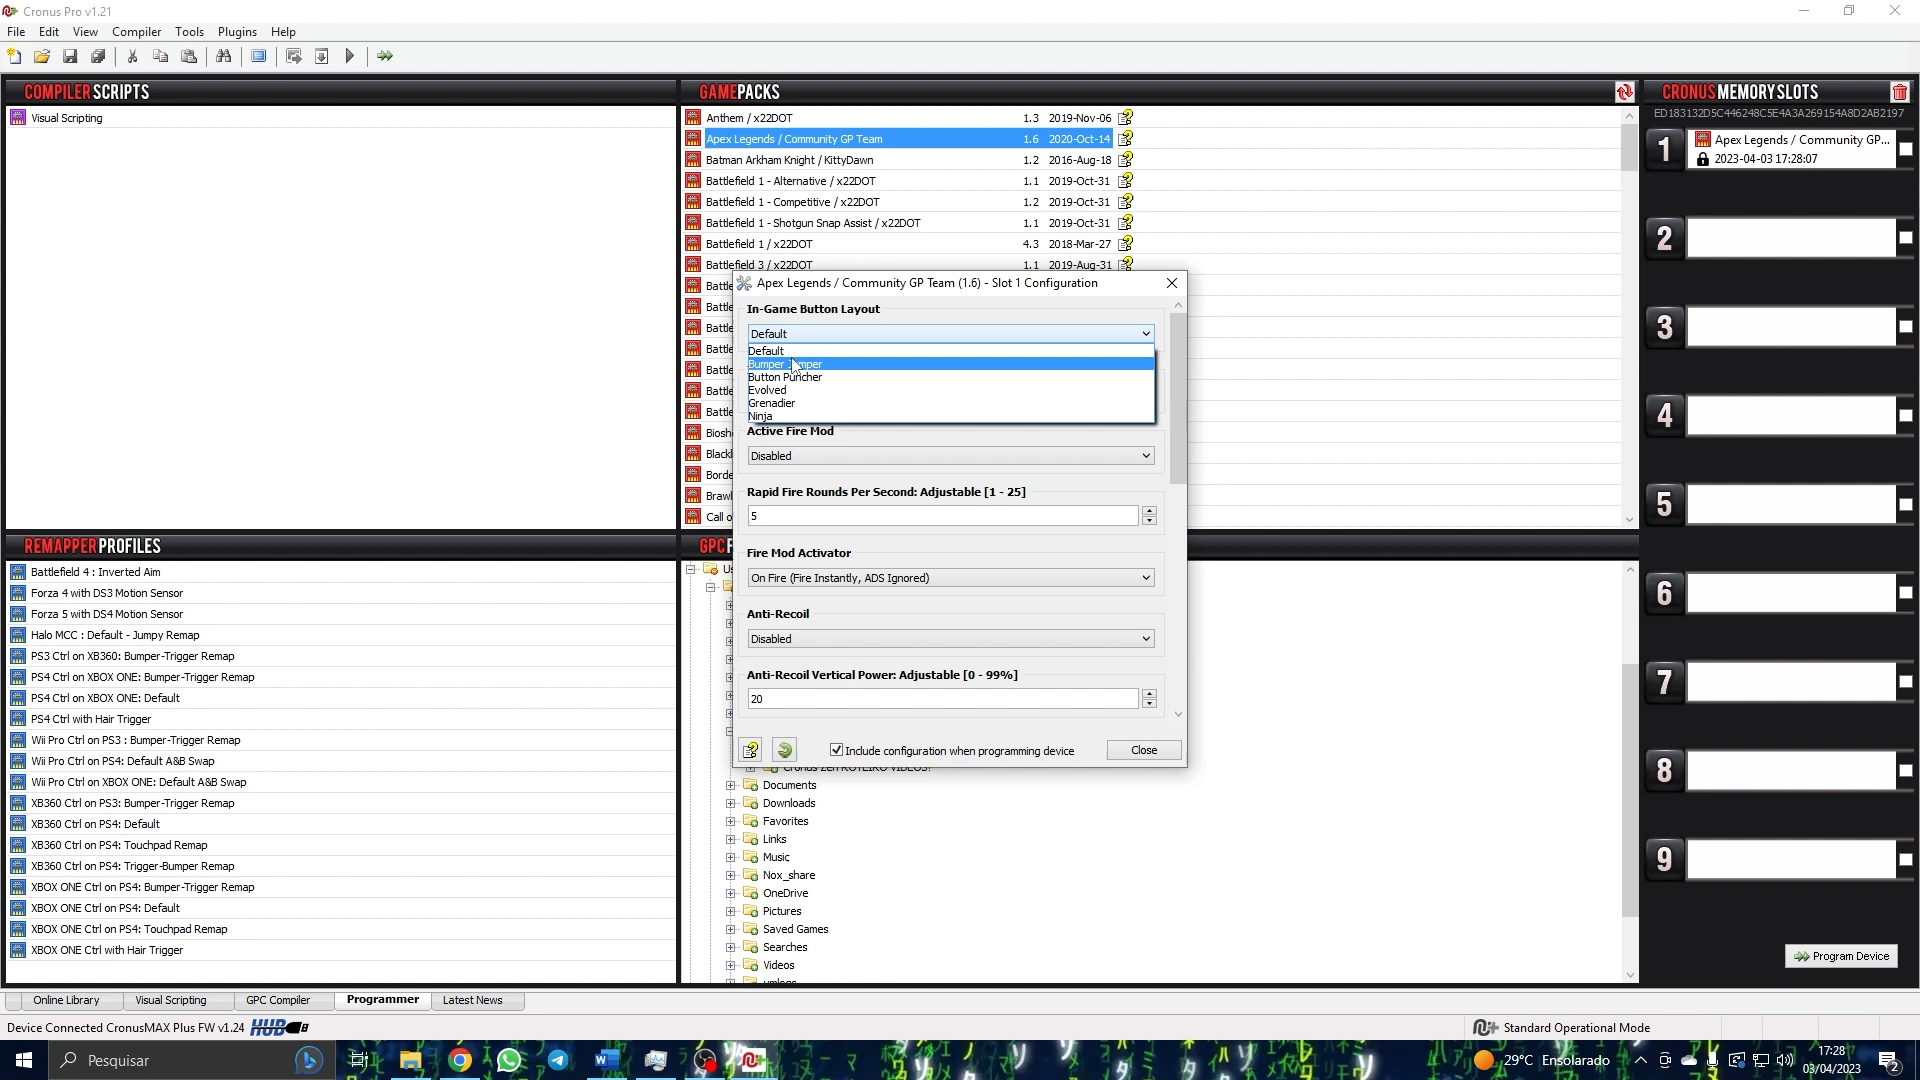 Cronus Pro v1.21
File Edit View Compiler Tools Plugins Help
COMPILER SCRIPTS
Visual Scripting
GAMEPACKS
Anthem / x22DOT 1.3 2019-Nov-06
Apex Legends / Community GP Team 1.6 2020-Oct-14
Batman Arkham Knight / KittyDawn 1.2 2016-Aug-18
Battlefield 1 - Alternative / x22DOT 1.1 2019-Oct-31
Battlefield 1 - Competitive / x22DOT 1.2 2019-Oct-31
Battlefield 1 - Shotgun Snap Assist / x22DOT 1.1 2019-Oct-31
Battlefield 1 / x22DOT 4.3 2018-Mar-27
Battlefield 3 / x22DOT 1.1 2019-Aug-31
Battle
Battle
Battle
Battle
Battle
Battle
Battle
Biosh
Blackl
Borde
Brawl
Call o
CRONUS MEMORY SLOTS
ED183132D5C446248C5E4A3A269154A8D2AB2197
1
Apex Legends / Community GP...
2023-04-03 17:28:07
2
3
4
5
6
7
8
9
Program Device
Apex Legends / Community GP Team (1.6) - Slot 1 Configuration
In-Game Button Layout
Default
Default
Bumper
Button Puncher
Evolved
Grenadier
Ninja
Active Fire Mod
Disabled
Rapid Fire Rounds Per Second: Adjustable [1 - 25]
5
Fire Mod Activator
On Fire (Fire Instantly, ADS Ignored)
Anti-Recoil
Disabled
Anti-Recoil Vertical Power: Adjustable [0 - 99%]
20
Include configuration when programming device
Close
REMAPPER PROFILES
Battlefield 4 : Inverted Aim
Forza 4 with DS3 Motion Sensor
Forza 5 with DS4 Motion Sensor
Halo MCC : Default - Jumpy Remap
PS3 Ctrl on XB360: Bumper-Trigger Remap
PS4 Ctrl on XBOX ONE: Bumper-Trigger Remap
PS4 Ctrl on XBOX ONE: Default
PS4 Ctrl with Hair Trigger
Wii Pro Ctrl on PS3 : Bumper-Trigger Remap
Wii Pro Ctrl on PS4: Default A&B Swap
Wii Pro Ctrl on XBOX ONE: Default A&B Swap
XB360 Ctrl on PS3: Bumper-Trigger Remap
XB360 Ctrl on PS4: Default
XB360 Ctrl on PS4: Touchpad Remap
XB360 Ctrl on PS4: Trigger-Bumper Remap
XBOX ONE Ctrl on PS4: Bumper-Trigger Remap
XBOX ONE Ctrl on PS4: Default
XBOX ONE Ctrl on PS4: Touchpad Remap
XBOX ONE Ctrl with Hair Trigger
GPC
Us
Documents
Downloads
Favorites
Links
Music
Nox_share
OneDrive
Pictures
Saved Games
Searches
Videos
Online Library Visual Scripting GPC Compiler Programmer Latest News
Device Connected CronusMAX Plus FW v1.24 HUB
Standard Operational Mode
Pesquisar
29°C Ensolarado
17:28
03/04/2023
2